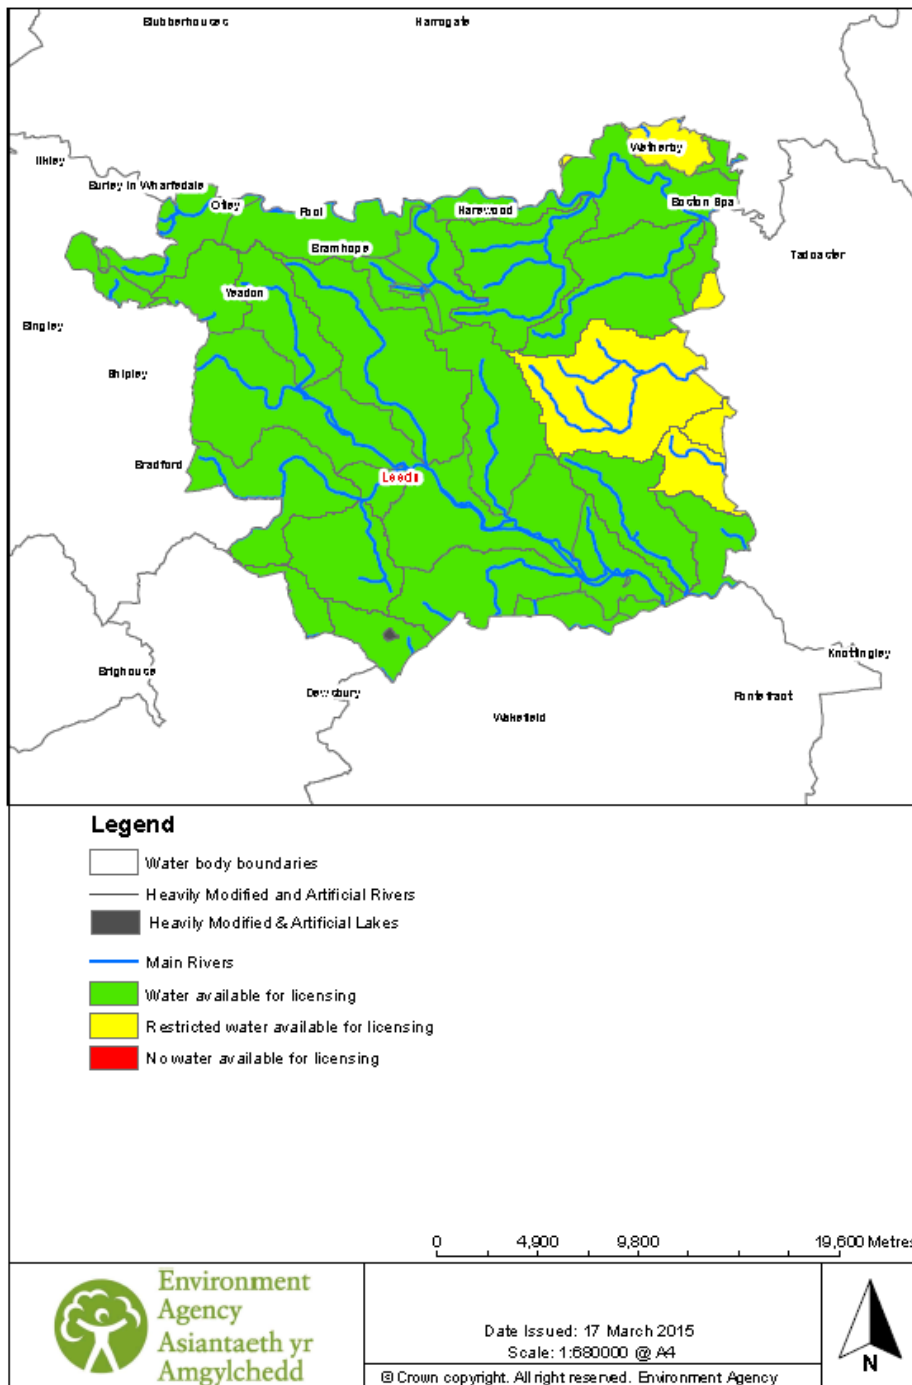 Blubberhouses
Harrogate
Wetherby
Ilkley
Burley in Wharfedale
Otley
Pool
Harewood
Boston Spa
Bramhope
Tadcaster
Yeadon
Bingley
Shipley
Bradford
Leeds
Knottingley
Brighouse
Dewsbury
Pontefract
Wakefield
Legend
Water body boundaries
Heavily Modified and Artificial Rivers
Heavily Modified & Artificial Lakes
Main Rivers
Water available for licensing
Restricted water available for licensing
No water available for licensing
0 4,900 9,800 19,600 Metres
Environment
Agency
Asiantaeth yr
Amgylchedd
Date Issued: 17 March 2015
Scale: 1:680000 @ A4
© Crown copyright. All right reserved. Environment Agency
N